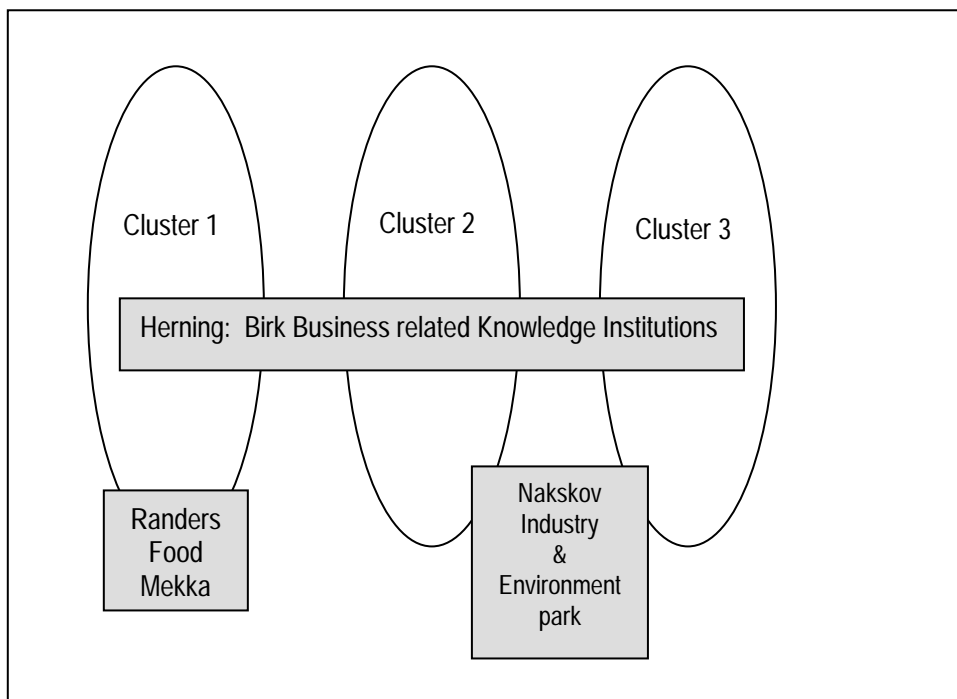 Cluster 1
Cluster 2
Cluster 3
Herning: Birk Business related Knowledge Institutions
Randers
Food
Mekka
Nakskov
Industry
&
Environment
park